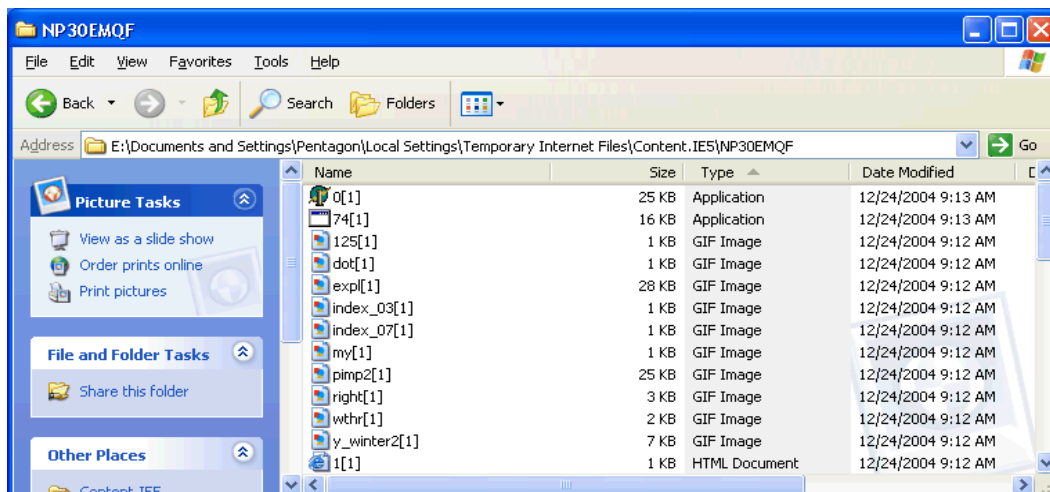 NP30EMQF
File Edit View Favorites Tools Help
Back Search Folders
Address E:\Documents and Settings\Pentagon\Local Settings\Temporary Internet Files\Content.IE5\NP30EMQF Go
Name Size Type Date Modified
Picture Tasks
View as a slide show
Order prints online
Print pictures
File and Folder Tasks
Share this folder
Other Places
0[1] 25 KB Application 12/24/2004 9:13 AM
74[1] 16 KB Application 12/24/2004 9:13 AM
125[1] 1 KB GIF Image 12/24/2004 9:12 AM
dot[1] 1 KB GIF Image 12/24/2004 9:12 AM
expl[1] 28 KB GIF Image 12/24/2004 9:12 AM
index_03[1] 1 KB GIF Image 12/24/2004 9:12 AM
index_07[1] 1 KB GIF Image 12/24/2004 9:12 AM
my[1] 1 KB GIF Image 12/24/2004 9:12 AM
pimp2[1] 25 KB GIF Image 12/24/2004 9:12 AM
right[1] 3 KB GIF Image 12/24/2004 9:12 AM
wthr[1] 2 KB GIF Image 12/24/2004 9:12 AM
y_winter2[1] 7 KB GIF Image 12/24/2004 9:12 AM
1[1] 1 KB HTML Document 12/24/2004 9:12 AM